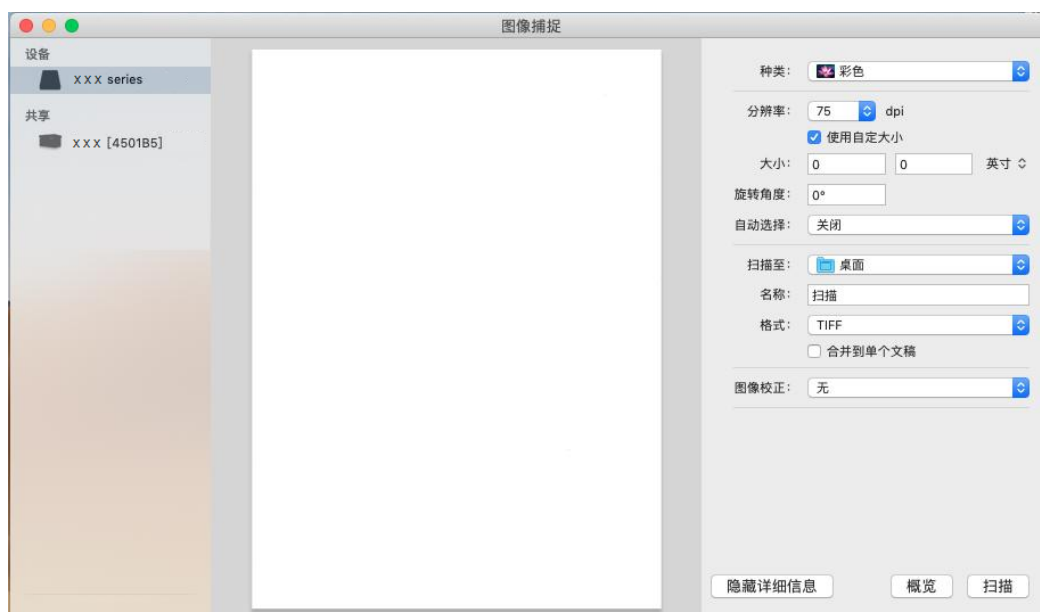 图像捕捉
设备
XXX series
共享
XXX [4501B5]
种类： 彩色
分辨率： 75 dpi
使用自定大小
大小： 0 0 英寸
旋转角度： 0°
自动选择： 关闭
扫描至： 桌面
名称： 扫描
格式： TIFF
合并到单个文稿
图像校正： 无
隐藏详细信息 概览 扫描